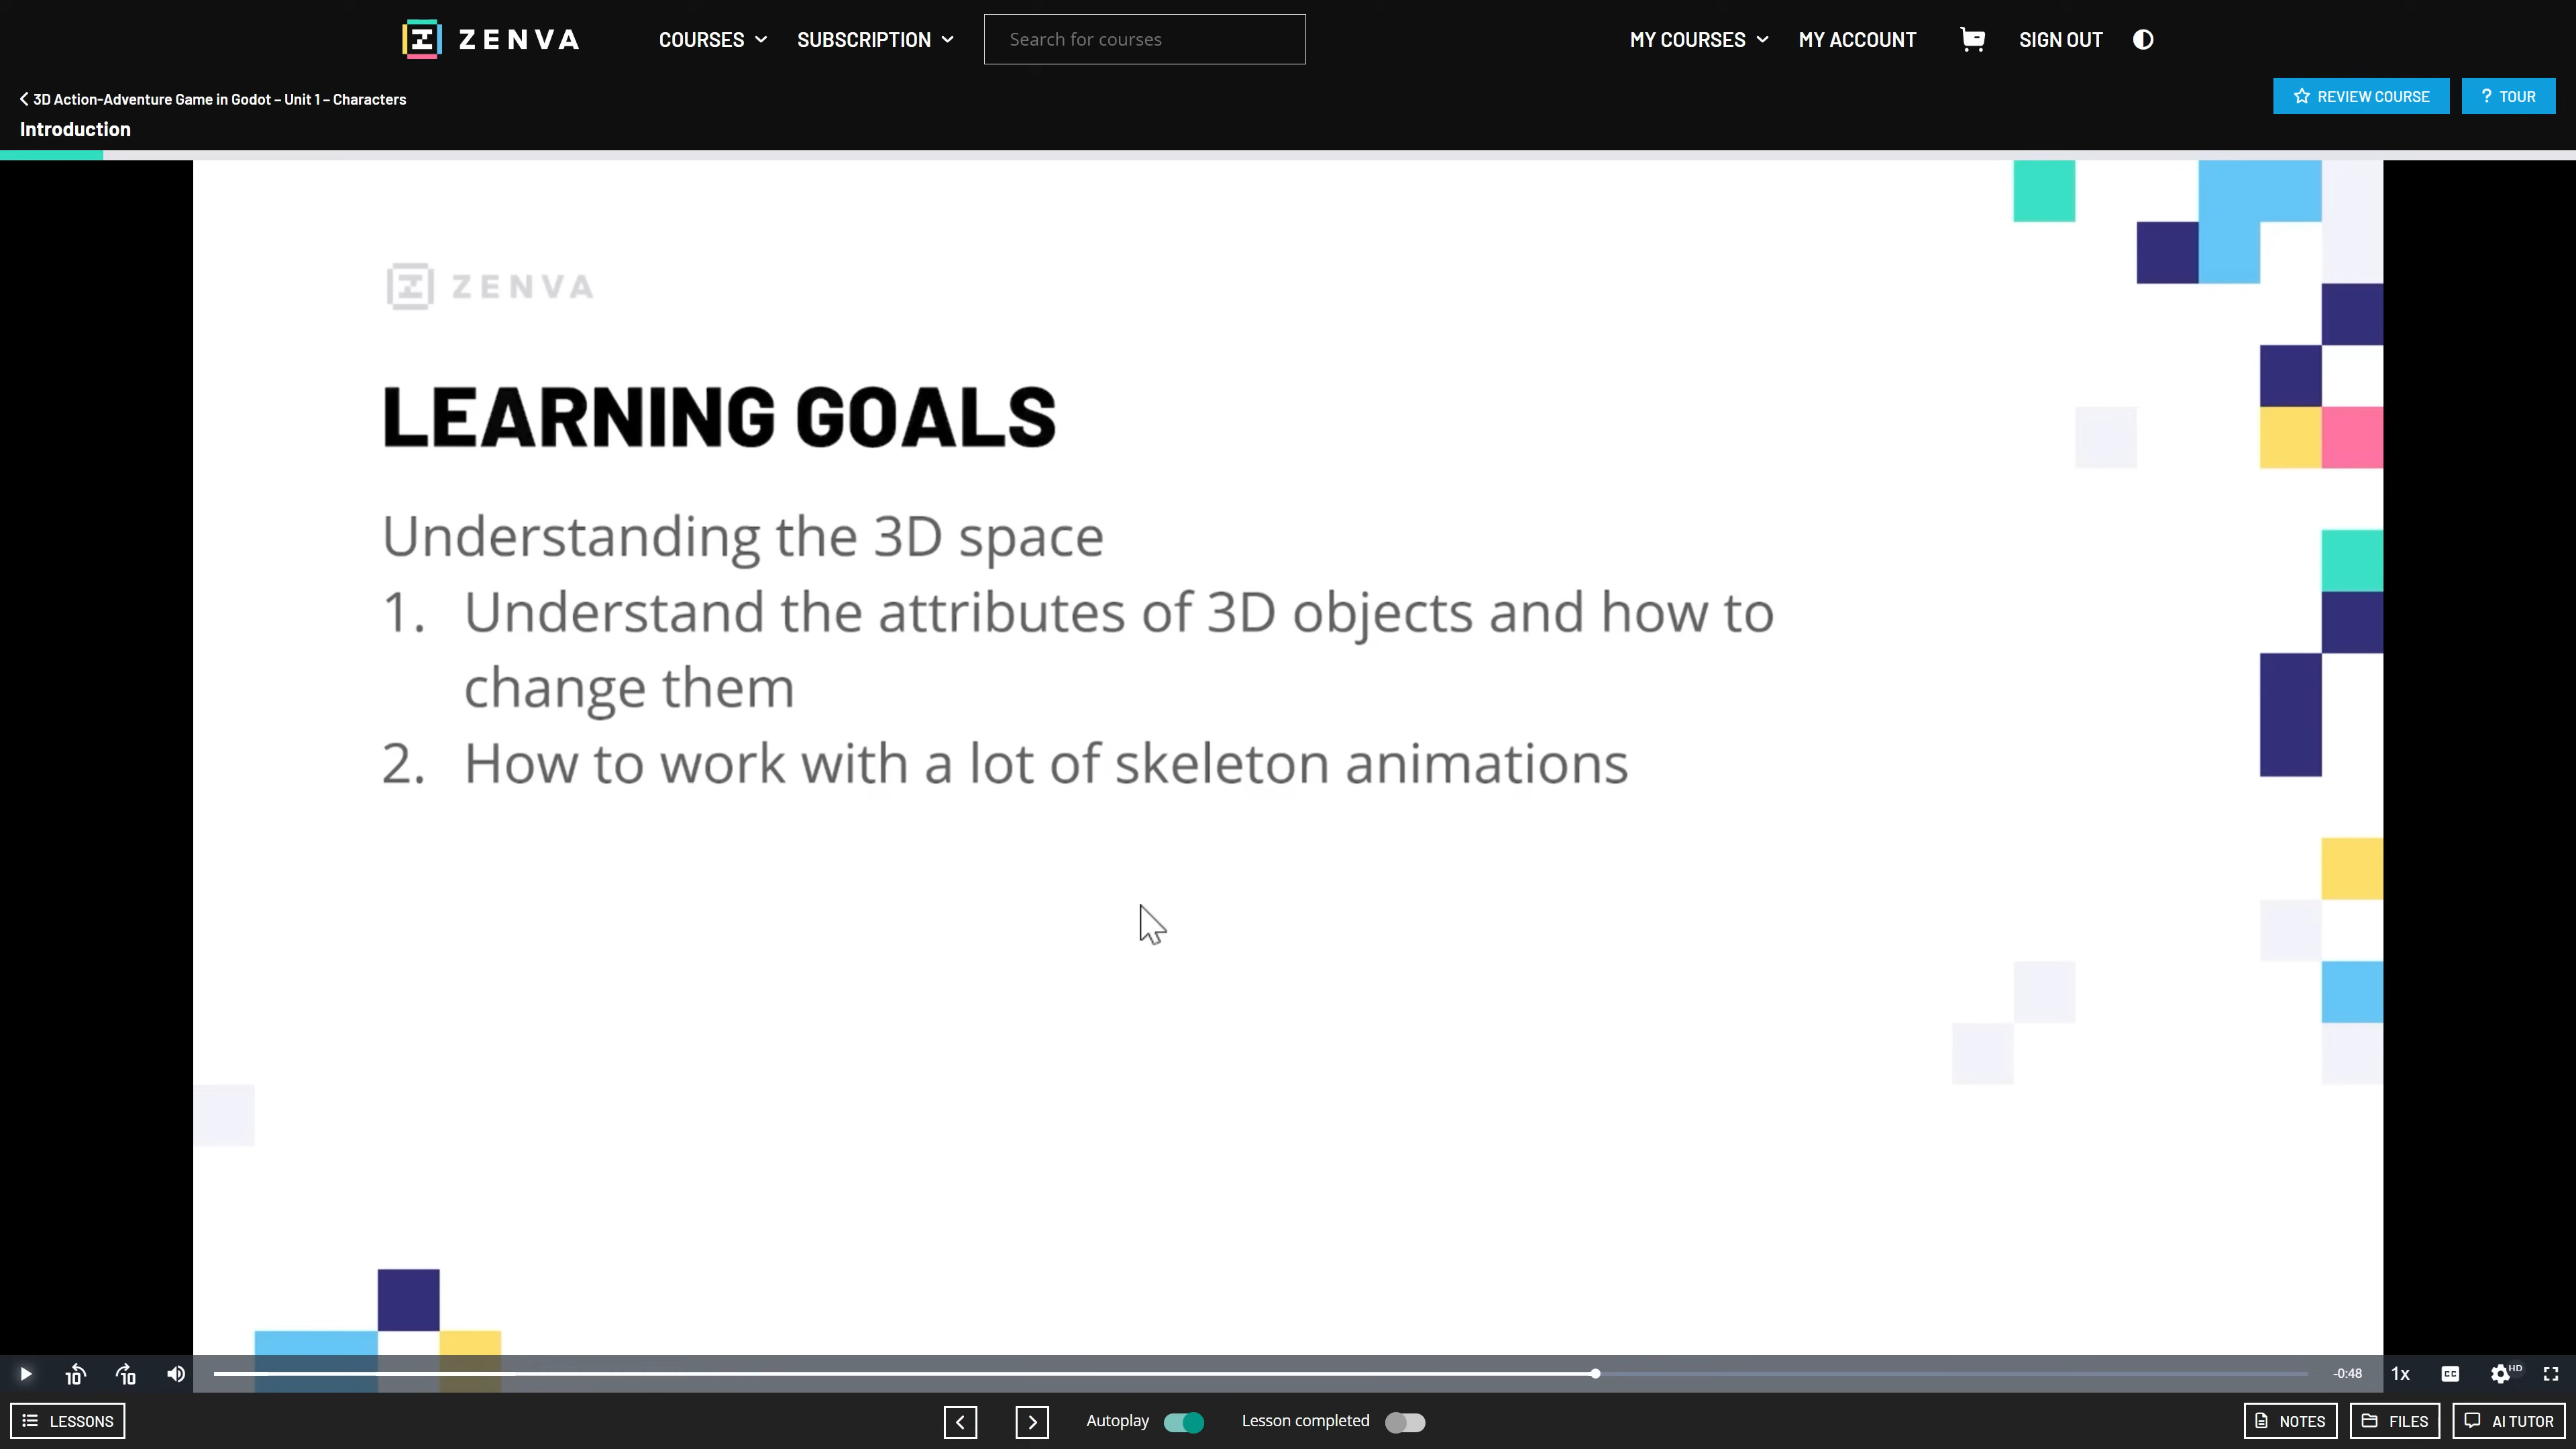 ZENVA
COURSES
SUBSCRIPTION
Search for courses
MY COURSES
MY ACCOUNT
SIGN OUT
3D Action-Adventure Game in Godot – Unit 1 – Characters
REVIEW COURSE
? TOUR
Introduction
ZENVA
LEARNING GOALS
Understanding the 3D space
1. Understand the attributes of 3D objects and how to
change them
2. How to work with a lot of skeleton animations
10
10
-0:48
1x
CC
HD
LESSONS
Autoplay
Lesson completed
NOTES
FILES
AI TUTOR